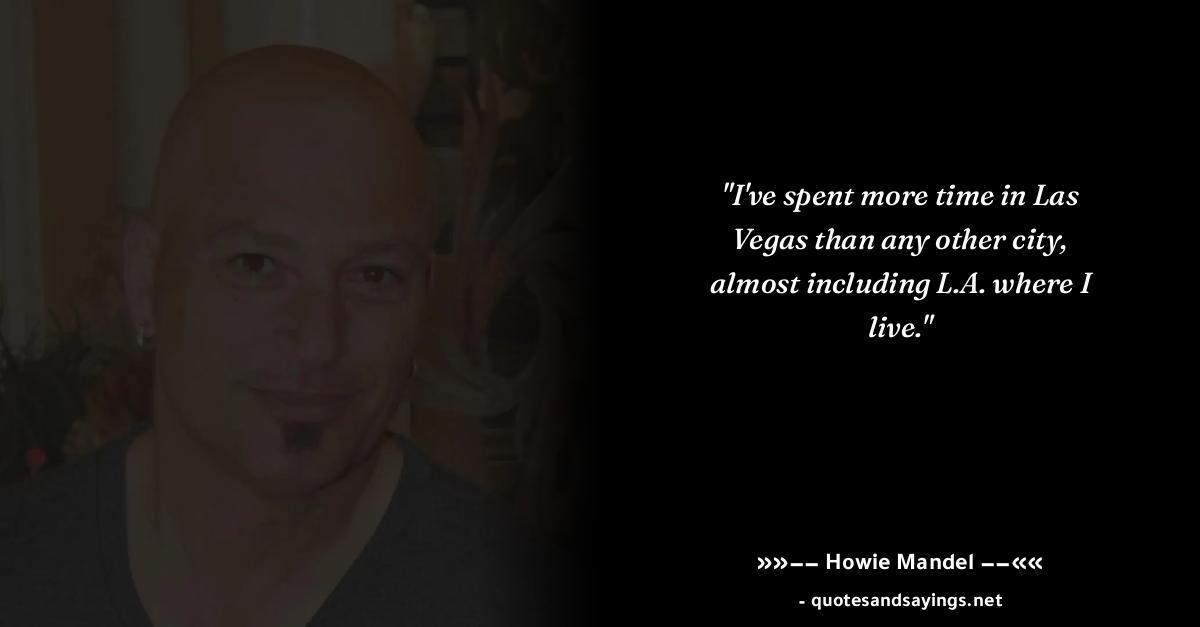 "I've spent more time in Las
Vegas than any other city,
almost including L.A. where I
live."
»»−− Howie Mandel −−««
- quotesandsayings.net